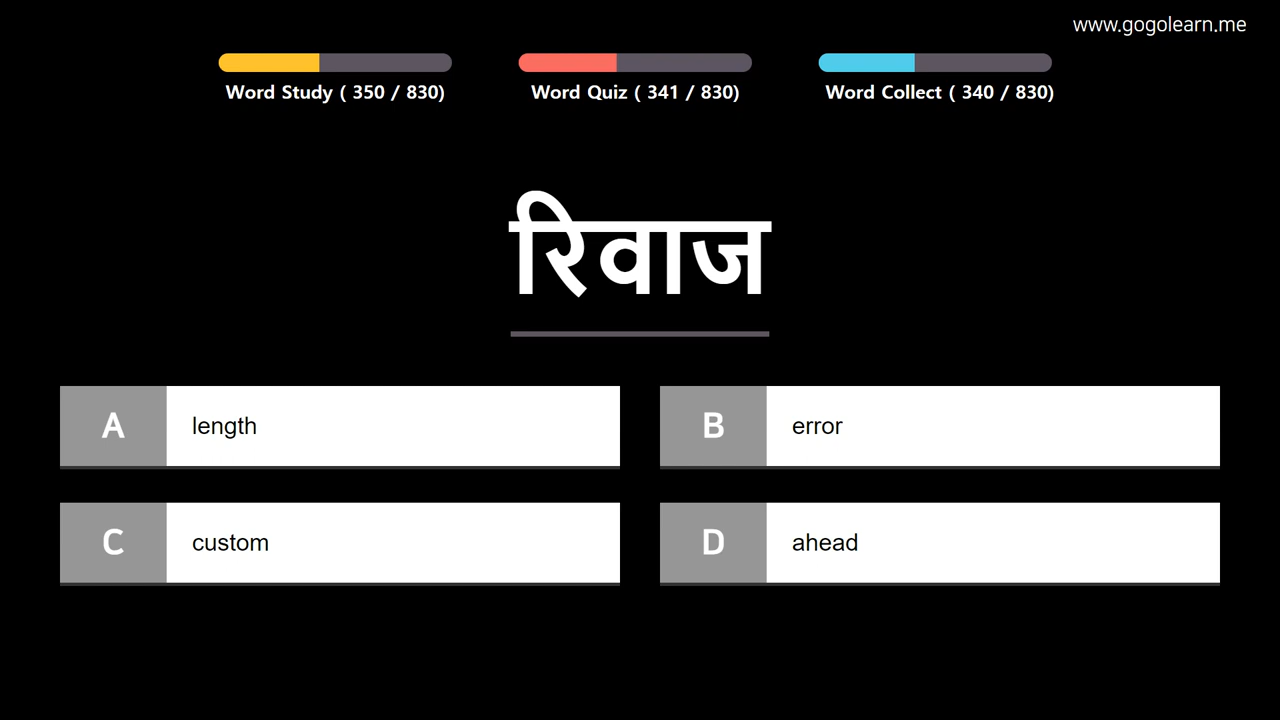 www.gogolearn.me
Word Study ( 350 / 830)
Word Quiz ( 341 / 830)
Word Collect ( 340 / 830)
रिवाज
A length
B error
C custom
D ahead